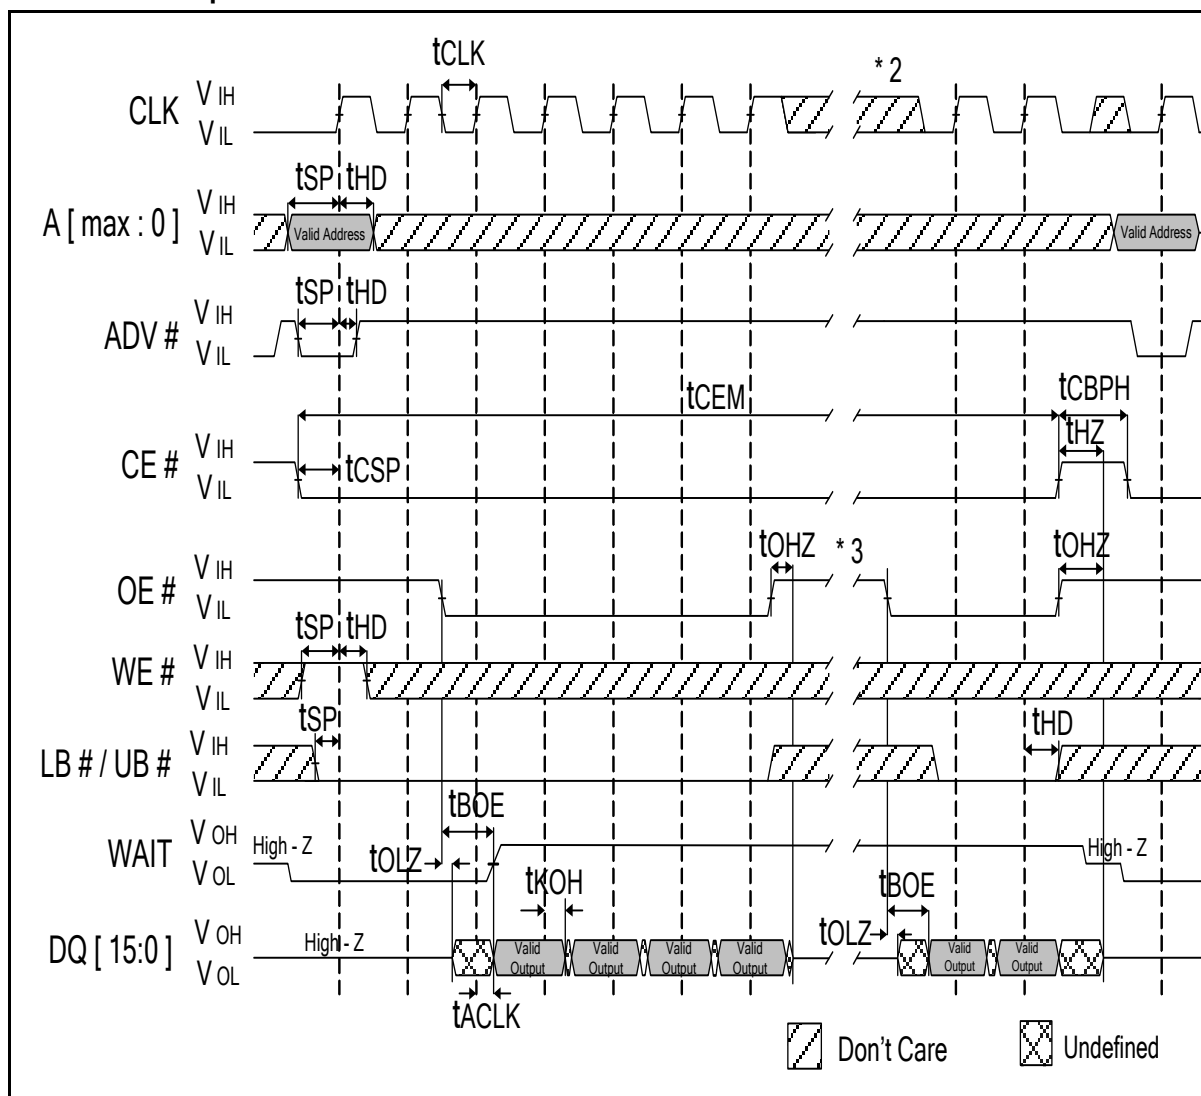 tCLK
* 2
CLK
V IH
V IL
tSP tHD
A [ max : 0 ]
V IH
V IL
Valid Address
Valid Address
tSP tHD
ADV #
V IH
V IL
tCEM
tCBPH
tHZ
CE #
V IH
V IL
tCSP
tOHZ
* 3
tOHZ
OE #
V IH
V IL
tSP tHD
WE #
V IH
V IL
tSP
tHD
LB # / UB #
V IH
V IL
tBOE
WAIT
V OH
V OL
High - Z
High - Z
tOLZ
tKOH
tBOE
tOLZ
DQ [ 15:0 ]
V OH
V OL
High - Z
Valid Output
Valid Output
Valid Output
Valid Output
Valid Output
Valid Output
tACLK
Don't Care
Undefined